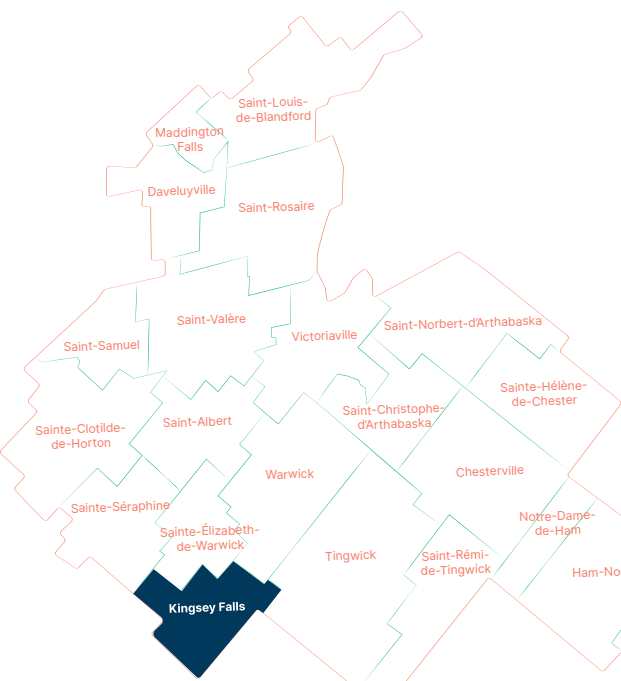 Saint-Louis-
de-Blandford
Maddington
Falls
Daveluyville
Saint-Rosaire
Saint-Valère
Saint-Norbert-d'Arthabaska
Victoriaville
Saint-Samuel
Sainte-Hélène-
de-Chester
Saint-Christophe-
d'Arthabaska
Saint-Albert
Sainte-Clotilde-
de-Horton
Warwick
Chesterville
Sainte-Séraphine
Notre-Dame-
de-Ham
Sainte-Élizabeth-
de-Warwick
Tingwick
Saint-Rémi-
de-Tingwick
Ham-No
Kingsey Falls